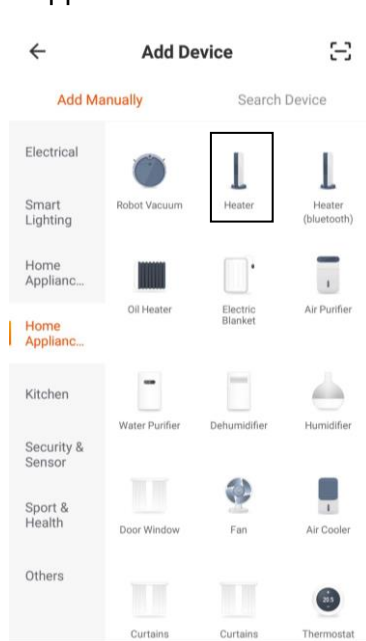 Add Device
Add Manually
Search Device
Electrical
Smart
Lighting
Home
Applianc...
Home
Applianc...
Kitchen
Security &
Sensor
Sport &
Health
Others
Robot Vacuum
Heater
Heater
(bluetooth)
Oil Heater
Electric
Blanket
Air Purifier
Water Purifier
Dehumidifier
Humidifier
Door Window
Fan
Air Cooler
Curtains
Curtains
Thermostat